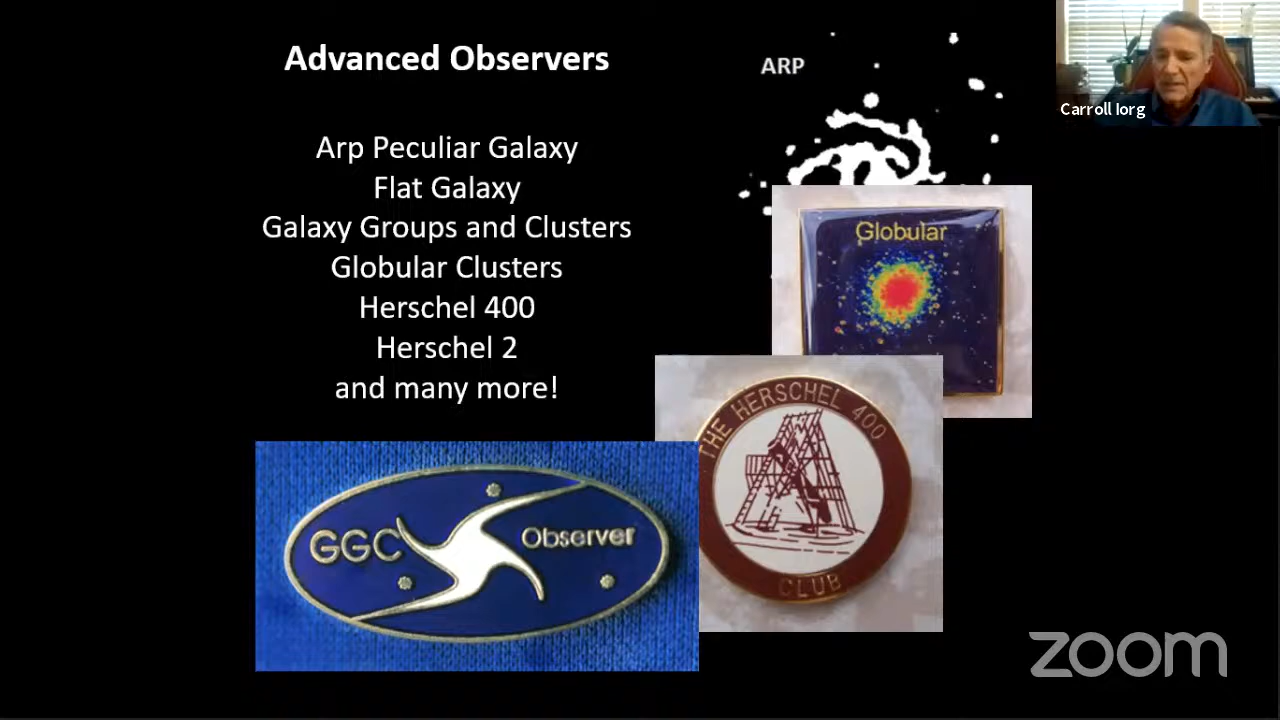 Advanced Observers
ARP
Carroll Iorg
Arp Peculiar Galaxy
Flat Galaxy
Galaxy Groups and Clusters
Globular Clusters
Herschel 400
Herschel 2
and many more!
Globular
THE HERSCHEL 400
CLUB
GGC Observer
zoom